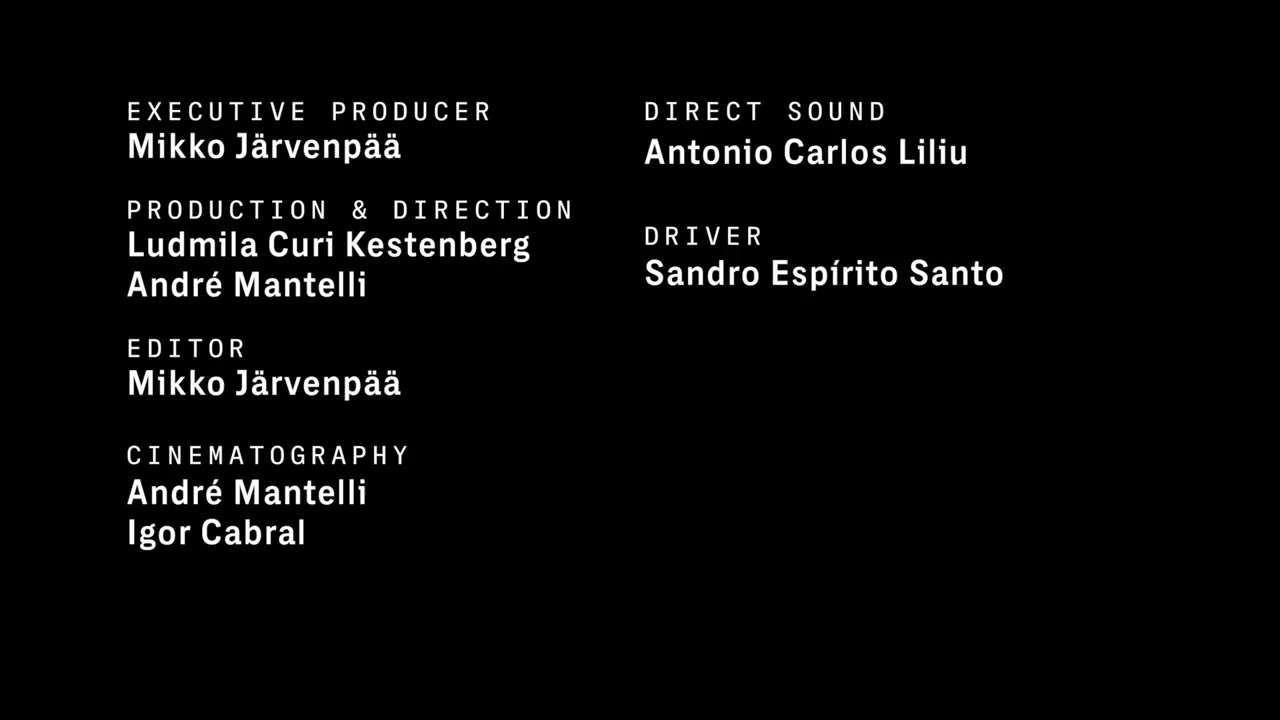 EXECUTIVE PRODUCER
Mikko Järvenpää
PRODUCTION & DIRECTION
Ludmila Curi Kestenberg
André Mantelli
EDITOR
Mikko Järvenpää
CINEMATOGRAPHY
André Mantelli
Igor Cabral
DIRECT SOUND
Antonio Carlos Liliu
DRIVER
Sandro Espírito Santo